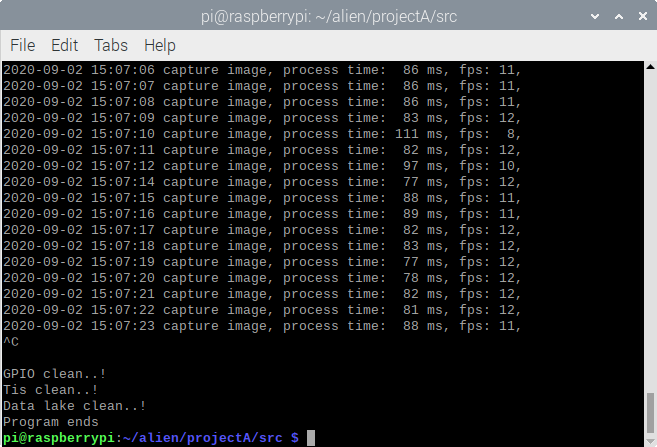 pi@raspberrypi: ~/alien/projectA/src
File Edit Tabs Help
2020-09-02 15:07:06 capture image, process time:  86 ms, fps: 11,
2020-09-02 15:07:07 capture image, process time:  86 ms, fps: 11,
2020-09-02 15:07:08 capture image, process time:  86 ms, fps: 11,
2020-09-02 15:07:09 capture image, process time:  83 ms, fps: 12,
2020-09-02 15:07:10 capture image, process time: 111 ms, fps:  8,
2020-09-02 15:07:11 capture image, process time:  82 ms, fps: 12,
2020-09-02 15:07:12 capture image, process time:  97 ms, fps: 10,
2020-09-02 15:07:14 capture image, process time:  77 ms, fps: 12,
2020-09-02 15:07:15 capture image, process time:  88 ms, fps: 11,
2020-09-02 15:07:16 capture image, process time:  89 ms, fps: 11,
2020-09-02 15:07:17 capture image, process time:  82 ms, fps: 12,
2020-09-02 15:07:18 capture image, process time:  83 ms, fps: 12,
2020-09-02 15:07:19 capture image, process time:  77 ms, fps: 12,
2020-09-02 15:07:20 capture image, process time:  78 ms, fps: 12,
2020-09-02 15:07:21 capture image, process time:  82 ms, fps: 12,
2020-09-02 15:07:22 capture image, process time:  81 ms, fps: 12,
2020-09-02 15:07:23 capture image, process time:  88 ms, fps: 11,
^C
GPIO clean..!
Tis clean..!
Data lake clean..!
Program ends
pi@raspberrypi:~/alien/projectA/src $